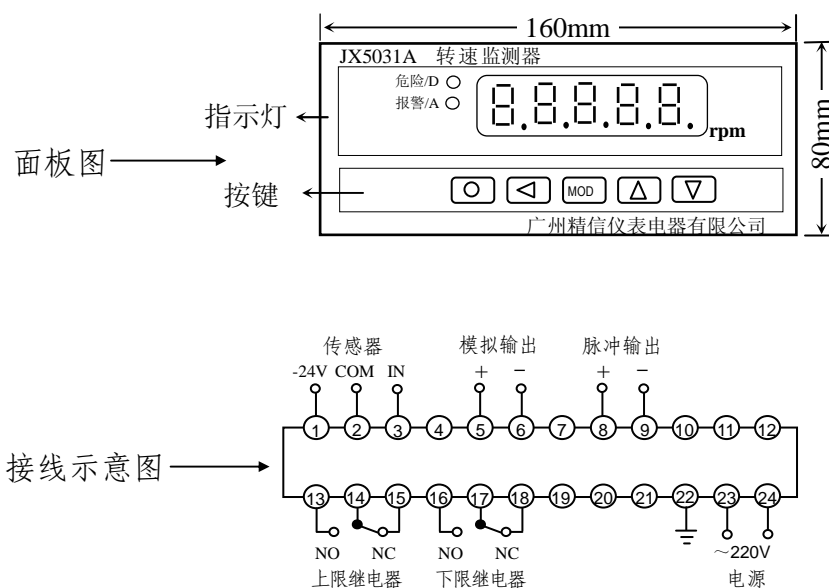 160mm
JX5031A 转速监测器
危险/D
报警/A
8.8.8.8.8.
rpm
80mm
指示灯
面板图
按键
MOD
广州精信仪表电器有限公司
传感器 模拟输出 脉冲输出
-24V COM IN + − + −
1 2 3 4 5 6 7 8 9 10 11 12
接线示意图
13 14 15 16 17 18 19 20 21 22 23 24
NO NC NO NC ～220V
上限继电器 下限继电器 电源